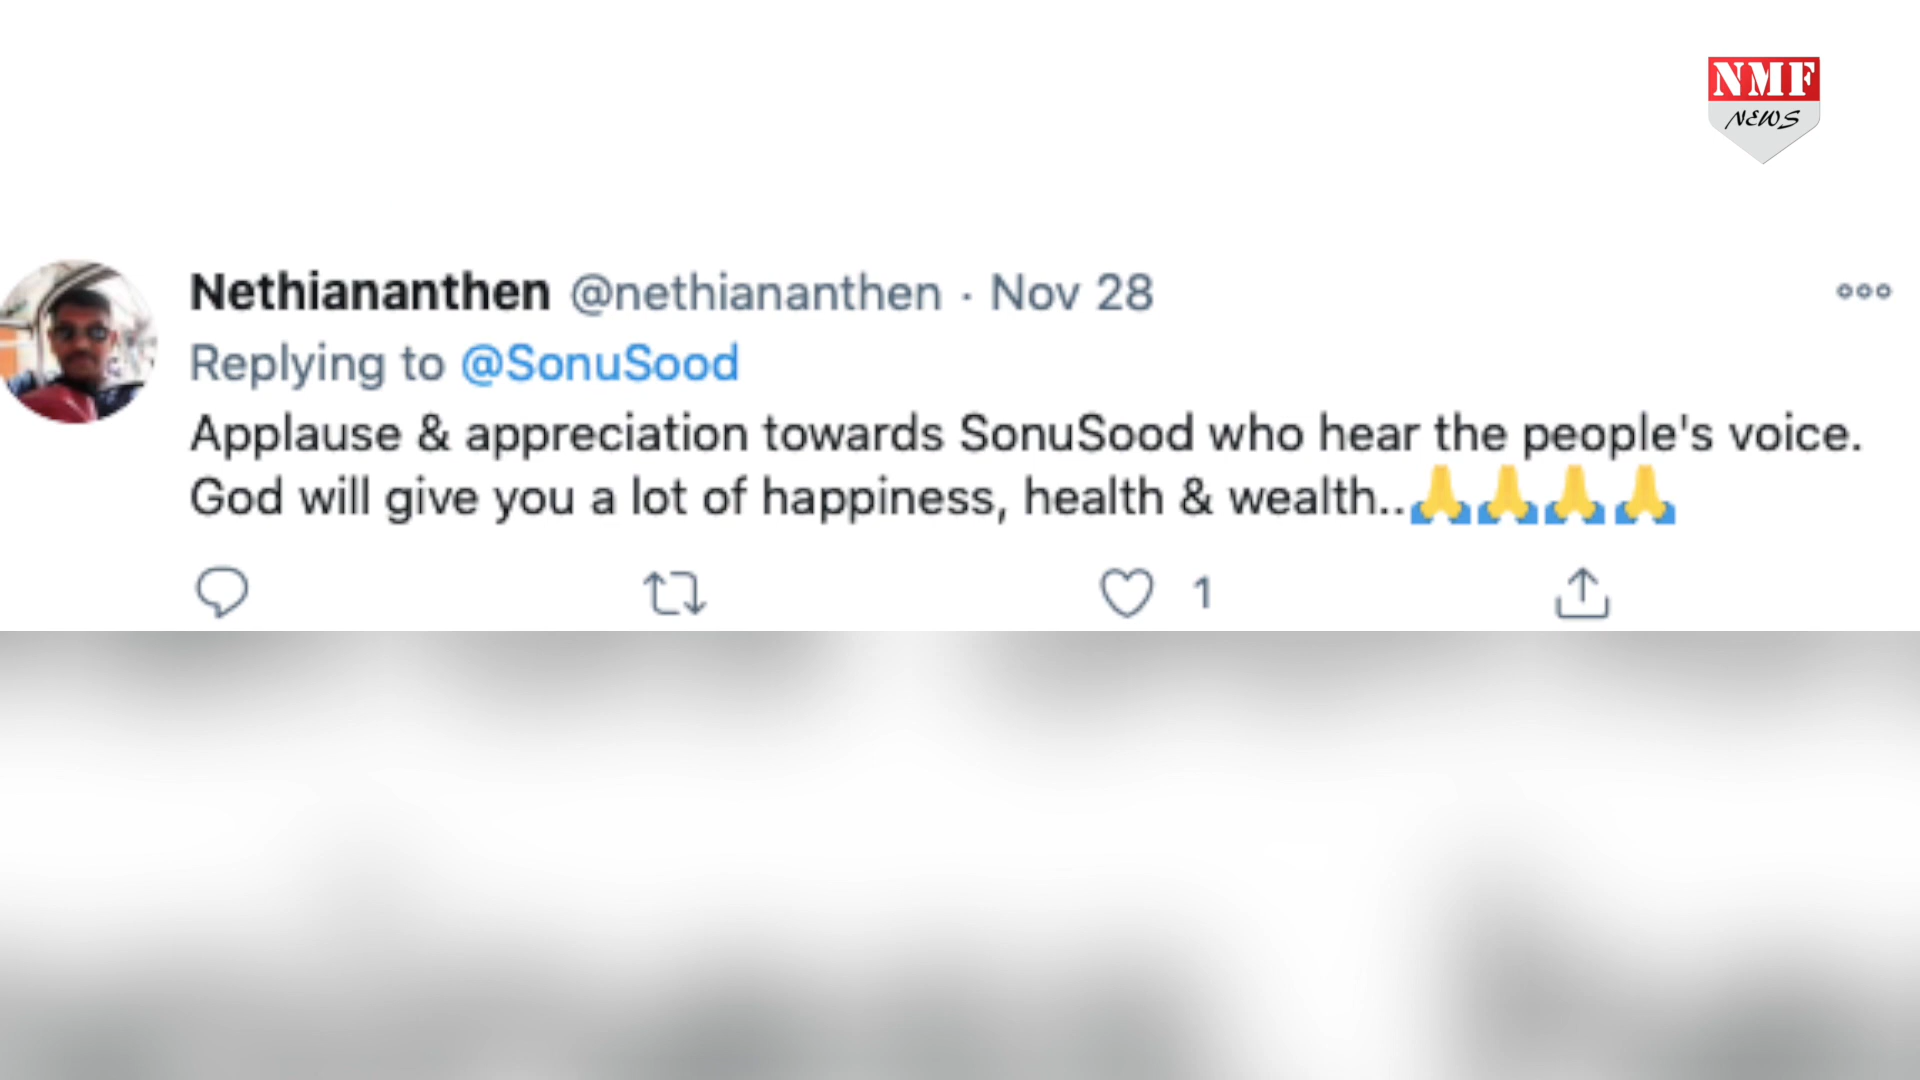 NMF
NEWS
Nethiananthen @nethiananthen · Nov 28
Replying to @SonuSood
Applause & appreciation towards SonuSood who hear the people's voice.
God will give you a lot of happiness, health & wealth..🙏🙏🙏🙏
1